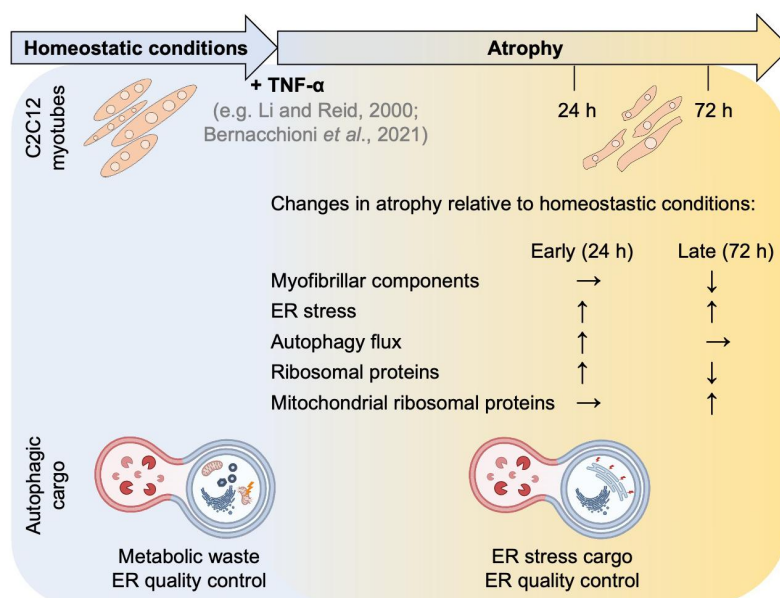 Homeostatic conditions
Atrophy
C2C12
myotubes
+ TNF-α
(e.g. Li and Reid, 2000;
Bernacchioni et al., 2021)
24 h
72 h
Changes in atrophy relative to homeostastic conditions:
Early (24 h) Late (72 h)
Myofibrillar components → ↓
ER stress ↑ ↑
Autophagy flux ↑ →
Ribosomal proteins ↑ ↓
Mitochondrial ribosomal proteins → ↑
Autophagic
cargo
Metabolic waste
ER quality control
ER stress cargo
ER quality control